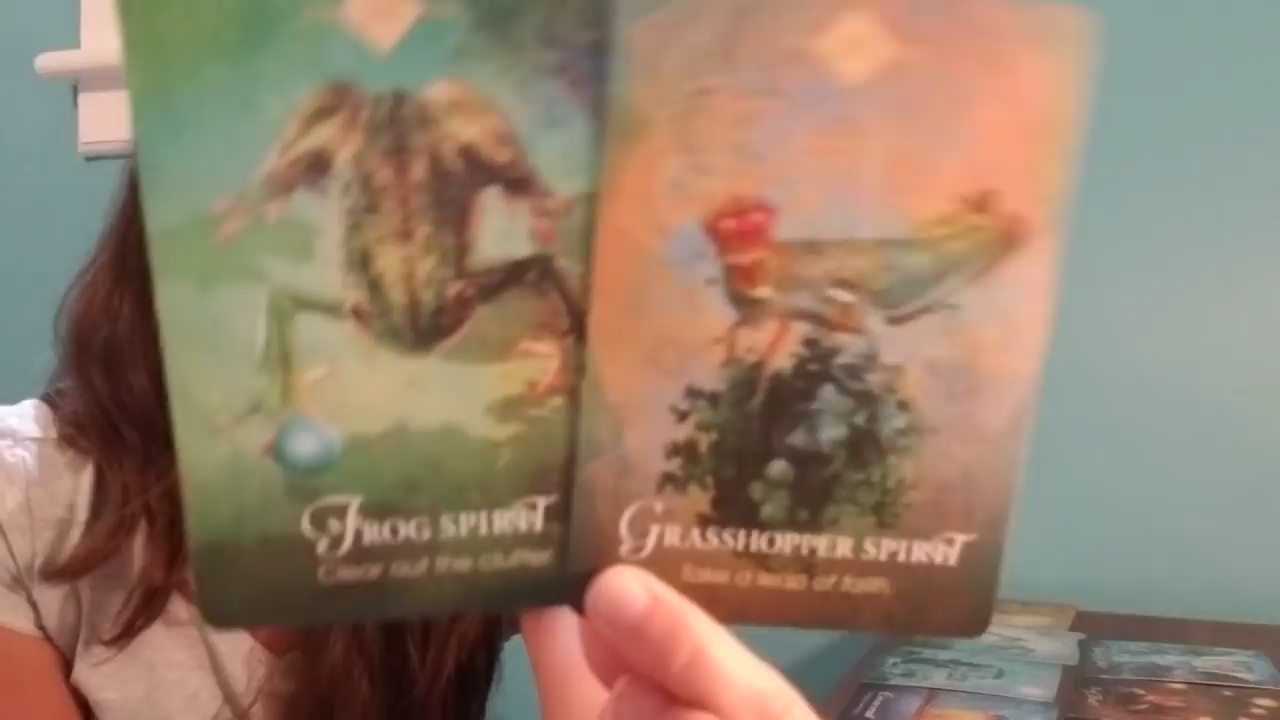 Frog Spirit
Clear out the clutter
Grasshopper Spirit
Take a leap of faith